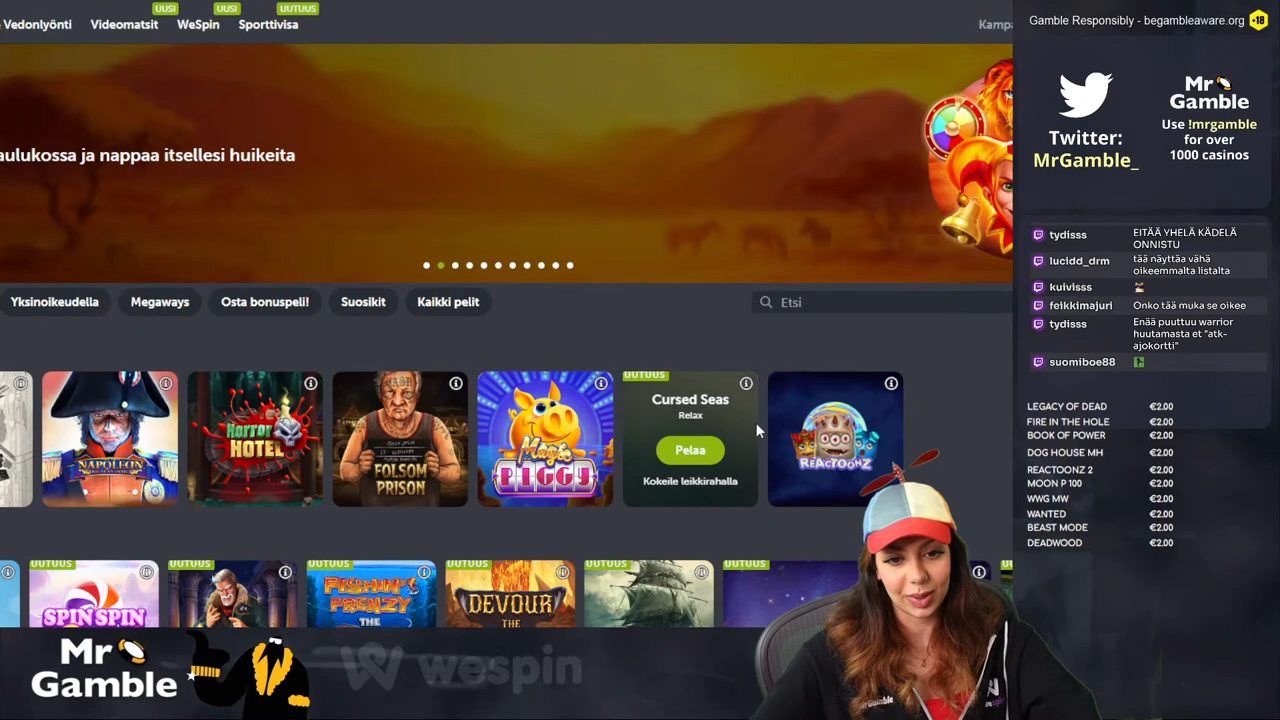 UUSI
UUSI
UUTUUS
Vedonlyönti
Videomatsit
WeSpin
Sporttivisa
Kampa
Gamble Responsibly - begambleaware.org
+18
Twitter:
MrGamble_
Mr
Gamble
Use !mrgamble
for over
1000 casinos
aulukossa ja nappaa itsellesi huikeita
tydisss
EITÄÄ YHELÄ KÄDELÄ
ONNISTU
lucidd_drm
tää näyttää vähä
oikeemmalta listalta
kuivisss
feikkimajuri
Onko tää muka se oikee
tydisss
Enää puuttuu warrior
huutamasta et "atk-
ajokortti"
suomiboe88
Yksinoikeudella
Megaways
Osta bonuspeli!
Suosikit
Kaikki pelit
Etsi
NAPOLEON
Horror
HOTEL
FOLSOM
PRISON
Magic
PIGGY
UUTUUS
Cursed Seas
Relax
Pelaa
Kokeile leikkirahalla
REACTOONZ
LEGACY OF DEAD €2.00
FIRE IN THE HOLE €2.00
BOOK OF POWER €2.00
DOG HOUSE MH €2.00
REACTOONZ 2 €2.00
MOON P 100 €2.00
WWG MW €2.00
WANTED €2.00
BEAST MODE €2.00
DEADWOOD €2.00
UUTUUS
UUTUUS
UUTUUS
UUTUUS
UUTUUS
UUTUUS
SPIN SPIN
FISHIN'
FRENZY
THE
DEVOUR
THE
Mr
Gamble
wespin